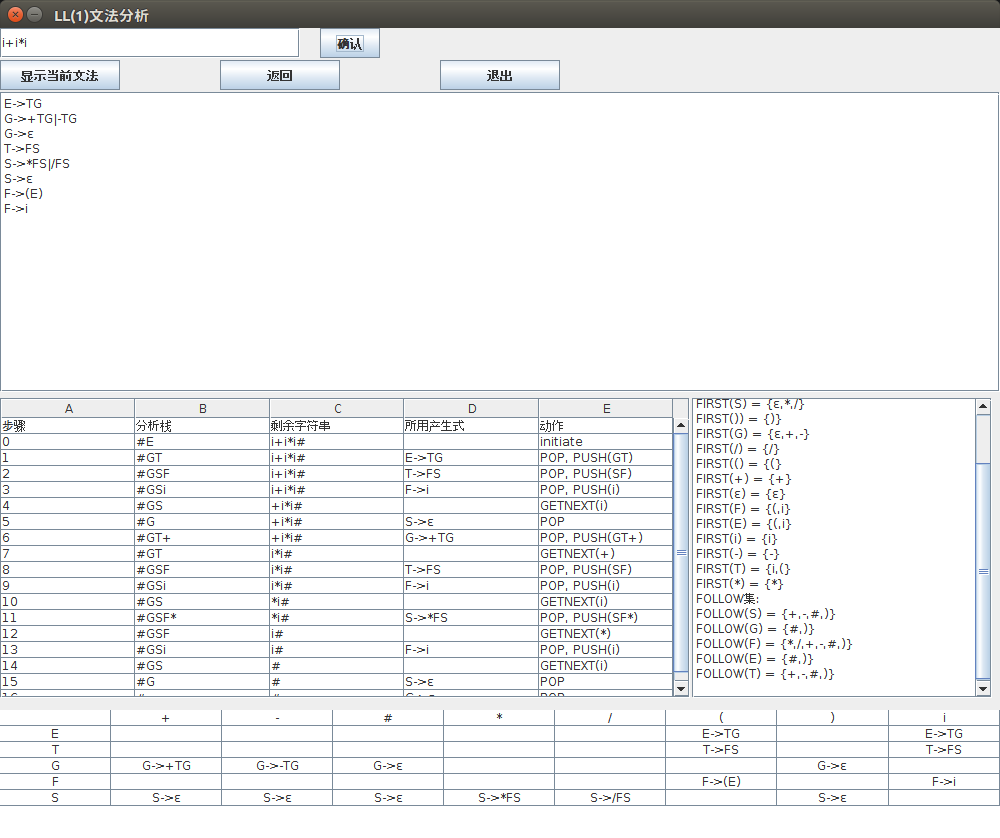 LL(1)文法分析
i+i*i 确认
显示当前文法 返回 退出
E->TG
G->+TG|-TG
G->ε
T->FS
S->*FS|/FS
S->ε
F->(E)
F->i
A B C D E
步骤 分析栈 剩余字符串 所用产生式 动作
0 #E i+i*i# initiate
1 #GT i+i*i# E->TG POP, PUSH(GT)
2 #GSF i+i*i# T->FS POP, PUSH(SF)
3 #GSi i+i*i# F->i POP, PUSH(i)
4 #GS +i*i# GETNEXT(i)
5 #G +i*i# S->ε POP
6 #GT+ +i*i# G->+TG POP, PUSH(GT+)
7 #GT i*i# GETNEXT(+)
8 #GSF i*i# T->FS POP, PUSH(SF)
9 #GSi i*i# F->i POP, PUSH(i)
10 #GS *i# GETNEXT(i)
11 #GSF* *i# S->*FS POP, PUSH(SF*)
12 #GSF i# GETNEXT(*)
13 #GSi i# F->i POP, PUSH(i)
14 #GS # GETNEXT(i)
15 #G # S->ε POP
FIRST(S) = {ε,*,/}
FIRST()) = {)}
FIRST(G) = {ε,+,-}
FIRST(/) = {/}
FIRST(() = {(}
FIRST(+) = {+}
FIRST(ε) = {ε}
FIRST(F) = {(,i}
FIRST(E) = {(,i}
FIRST(i) = {i}
FIRST(-) = {-}
FIRST(T) = {i,(}
FIRST(*) = {*}
FOLLOW集:
FOLLOW(S) = {+,-,#,)}
FOLLOW(G) = {#,)}
FOLLOW(F) = {*,/,+,-,#,)}
FOLLOW(E) = {#,)}
FOLLOW(T) = {+,-,#,)}
+ - # * / ( ) i
E E->TG E->TG
T T->FS T->FS
G G->+TG G->-TG G->ε G->ε
F F->(E) F->i
S S->ε S->ε S->ε S->*FS S->/FS S->ε